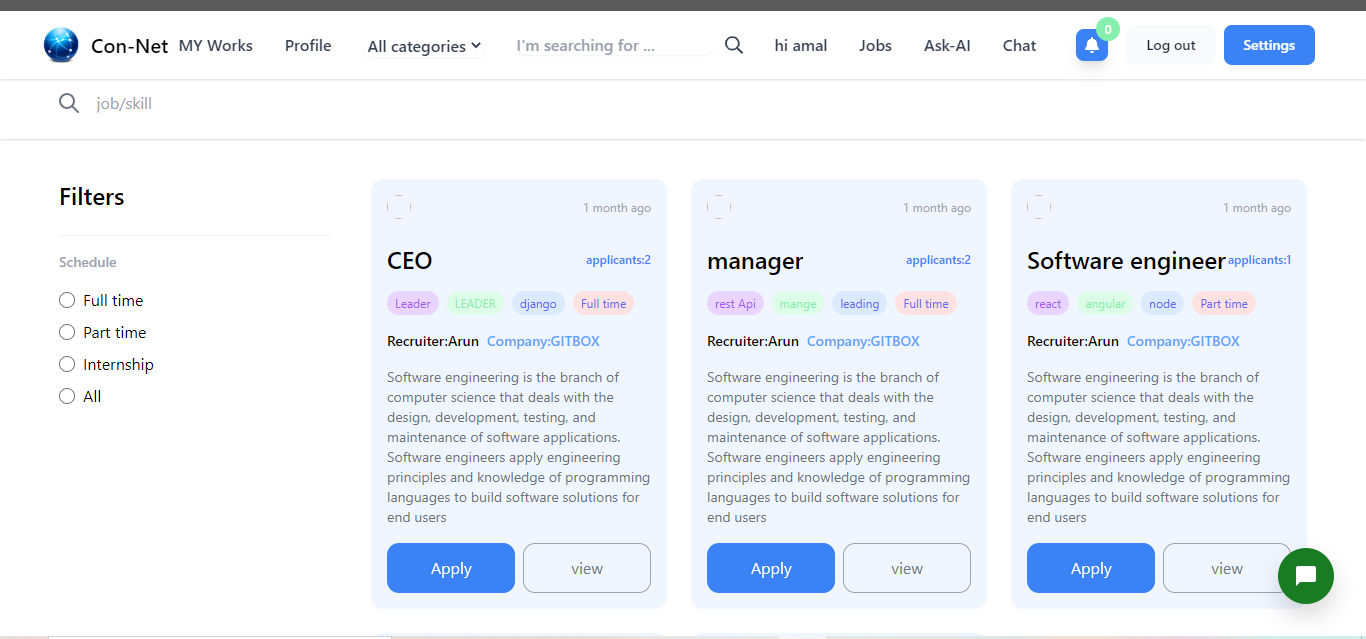 Con-Net MY Works Profile All categories I'm searching for ... hi amal Jobs Ask-AI Chat 0 Log out Settings
job/skill
Filters
Schedule
Full time
Part time
Internship
All
1 month ago
CEO applicants:2
Leader LEADER django Full time
Recruiter:Arun Company:GITBOX
Software engineering is the branch of
computer science that deals with the
design, development, testing, and
maintenance of software applications.
Software engineers apply engineering
principles and knowledge of programming
languages to build software solutions for
end users
Apply view
1 month ago
manager applicants:2
rest Api mange leading Full time
Recruiter:Arun Company:GITBOX
Software engineering is the branch of
computer science that deals with the
design, development, testing, and
maintenance of software applications.
Software engineers apply engineering
principles and knowledge of programming
languages to build software solutions for
end users
Apply view
1 month ago
Software engineer applicants:1
react angular node Part time
Recruiter:Arun Company:GITBOX
Software engineering is the branch of
computer science that deals with the
design, development, testing, and
maintenance of software applications.
Software engineers apply engineering
principles and knowledge of programming
languages to build software solutions for
end users
Apply view